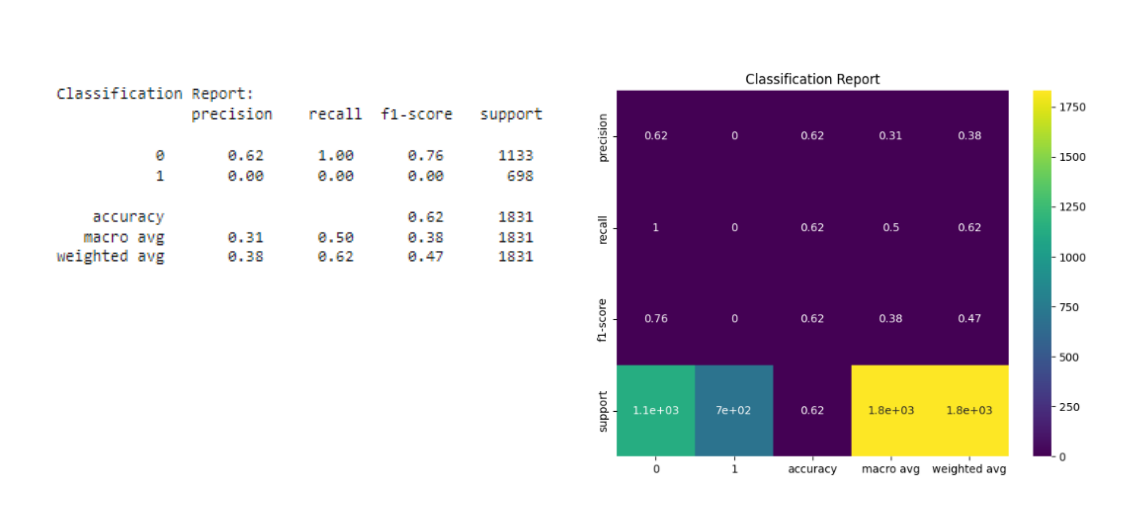 Classification Report:
precision recall f1-score support
0 0.62 1.00 0.76 1133
1 0.00 0.00 0.00 698
accuracy 0.62 1831
macro avg 0.31 0.50 0.38 1831
weighted avg 0.38 0.62 0.47 1831
Classification Report
precision 0.62 0 0.62 0.31 0.38
recall 1 0 0.62 0.5 0.62
f1-score 0.76 0 0.62 0.38 0.47
support 1.1e+03 7e+02 0.62 1.8e+03 1.8e+03
0 1 accuracy macro avg weighted avg
1750
1500
1250
1000
750
500
250
0